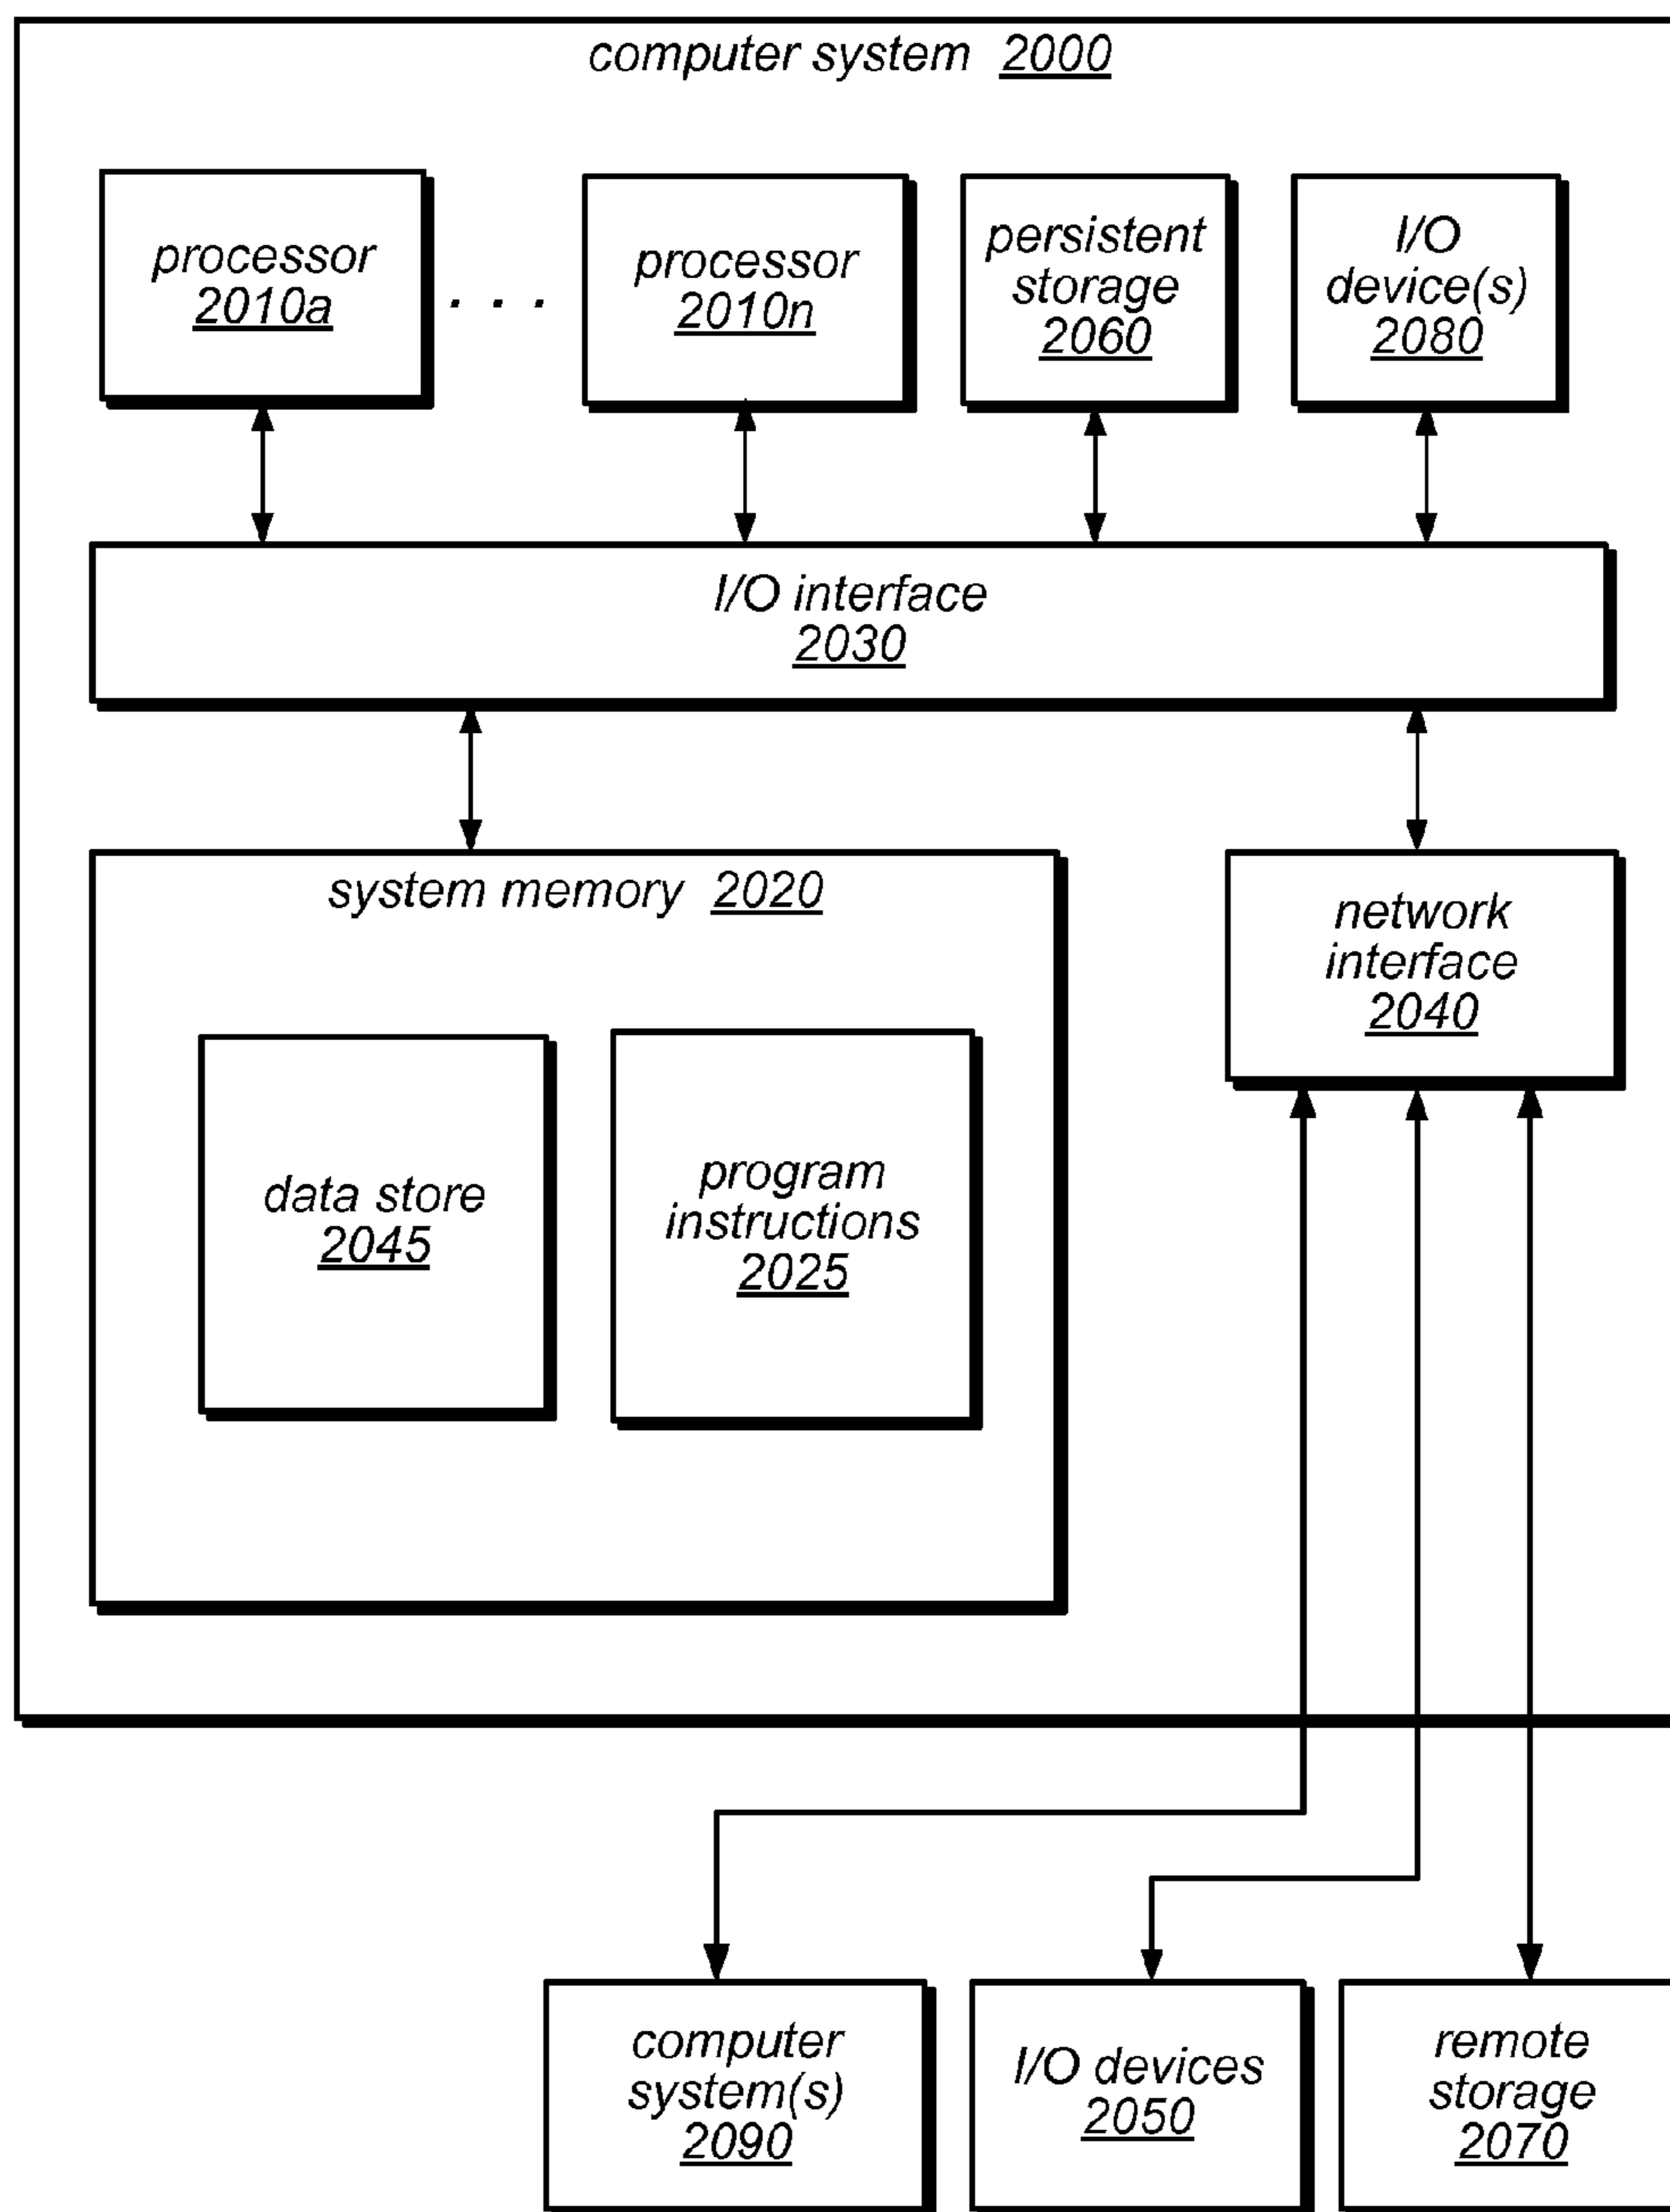 computer system 2000
processor
2010a
. . .
processor
2010n
persistent
storage
2060
I/O
device(s)
2080
I/O interface
2030
system memory 2020
network
interface
2040
data store
2045
program
instructions
2025
computer
system(s)
2090
I/O devices
2050
remote
storage
2070